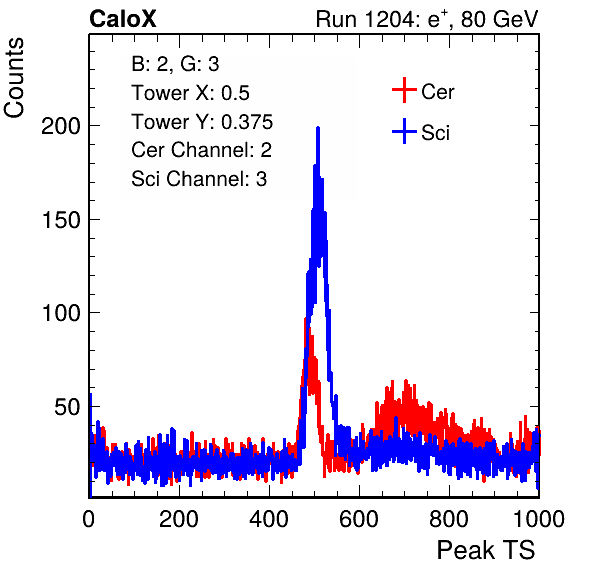 CaloX
Run 1204: e+, 80 GeV
Counts
B: 2, G: 3
Tower X: 0.5
Tower Y: 0.375
Cer Channel: 2
Sci Channel: 3
Cer
Sci
200
150
100
50
0 200 400 600 800 1000
Peak TS